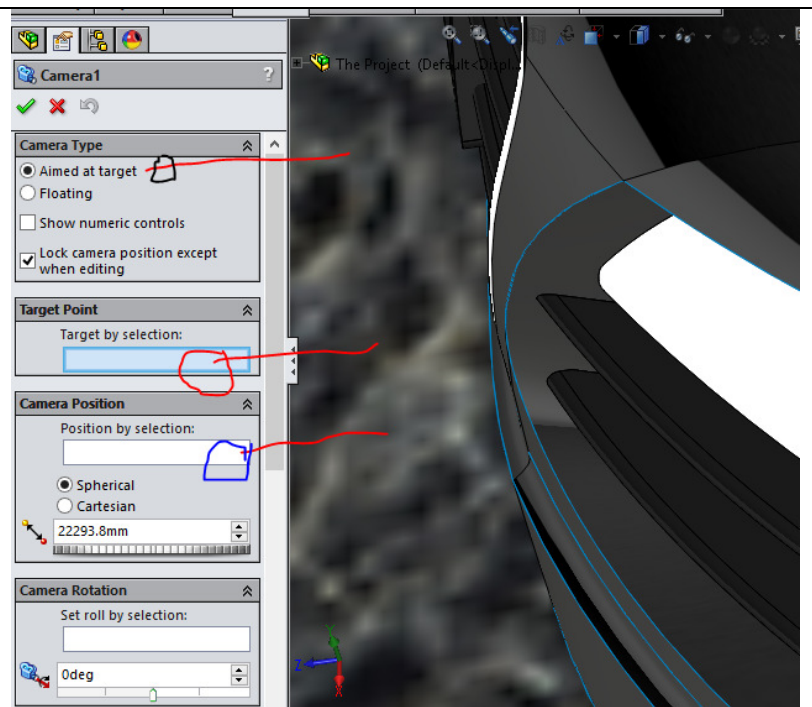 The Project (Default<Displ...
Camera1
?
Camera Type
Aimed at target
Floating
Show numeric controls
Lock camera position except
when editing
Target Point
Target by selection:
Camera Position
Position by selection:
Spherical
Cartesian
22293.8mm
Camera Rotation
Set roll by selection:
0deg
Y
Z
X